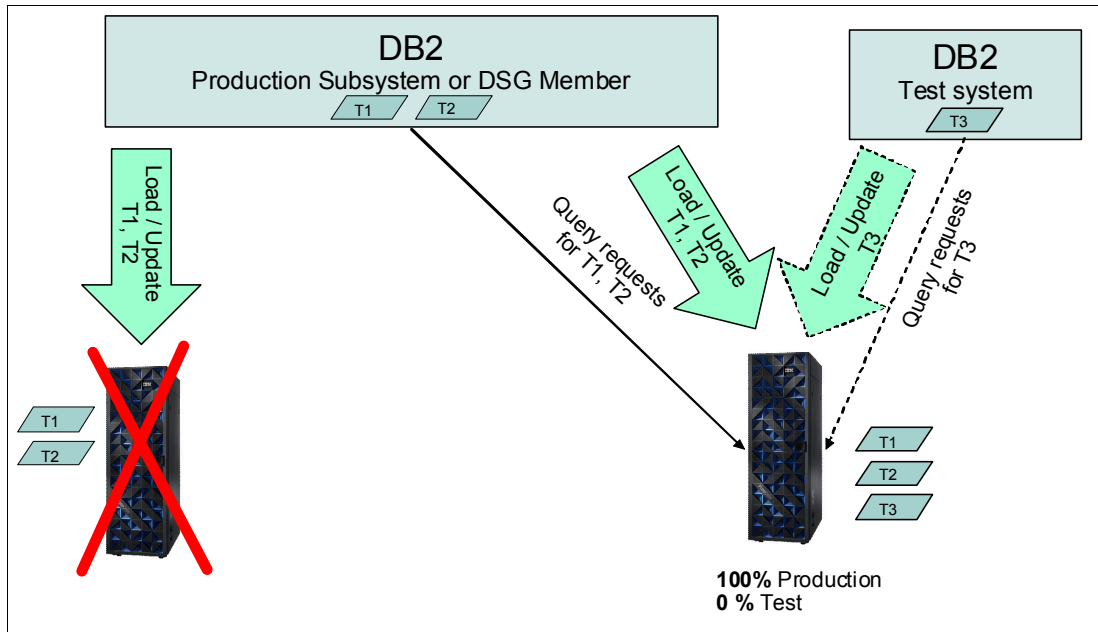 DB2
Production Subsystem or DSG Member
T1
T2
DB2
Test system
T3
Load / Update
T1, T2
Query requests
for T1, T2
Load / Update
T1, T2
Load / Update
T3
Query requests
for T3
T1
T2
IBM
IBM
T1
T2
T3
100% Production
0 % Test